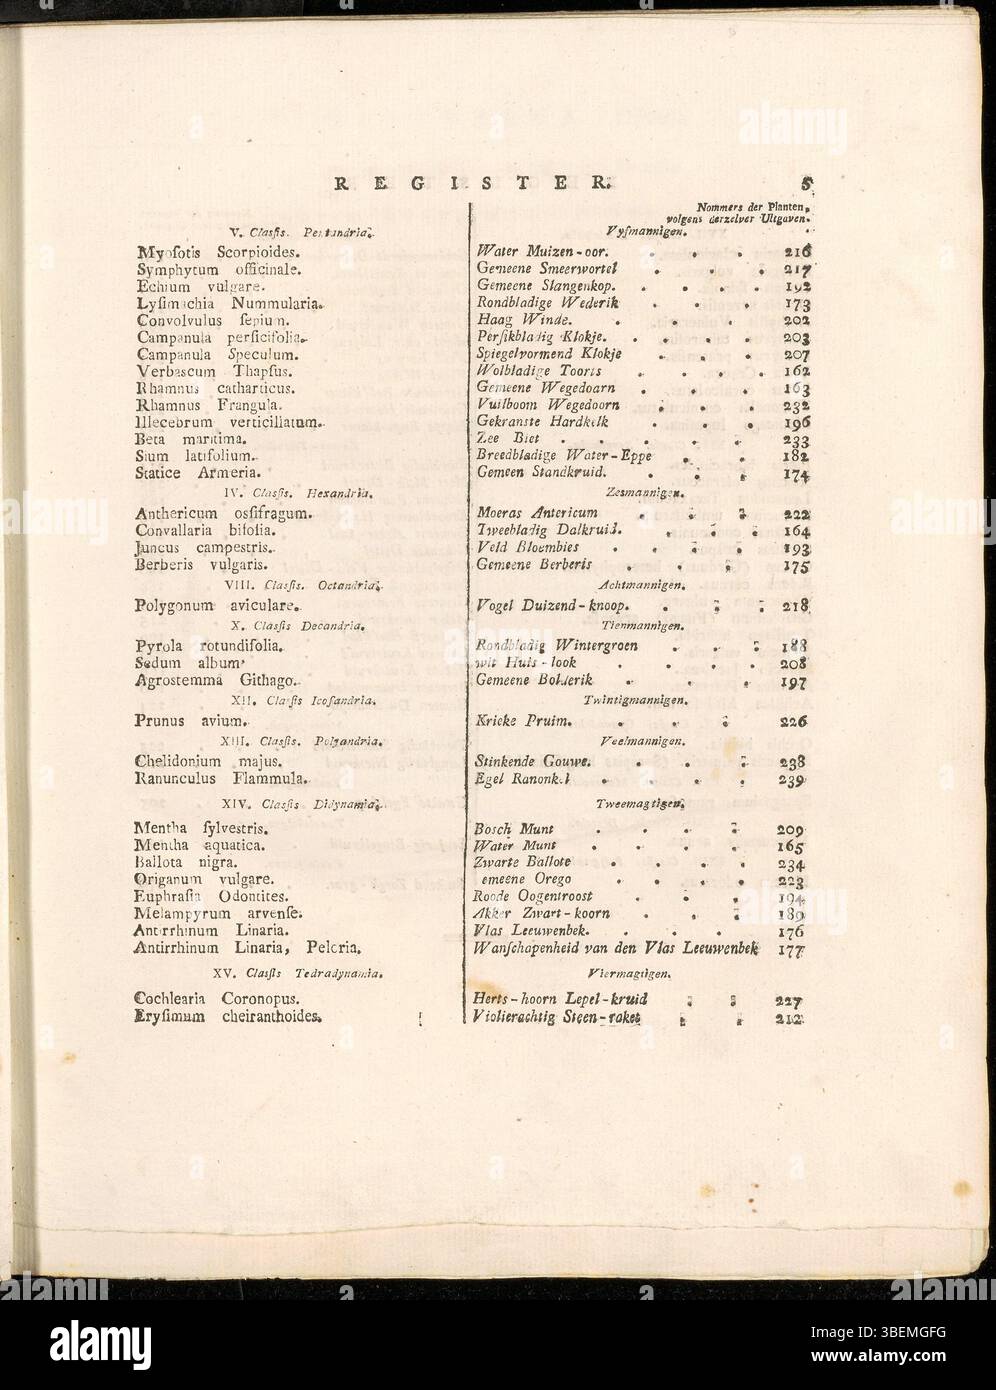 REGISTER. 5
Nommers der Planten,
volgens derzelver Uitgaven.
V. Classis. Pentandria. Vyfmannigen.
Myosotis Scorpioides. Water Muizen-oor. 216
Symphytum officinale. Gemeene Smeerwortel 217
Echium vulgare. Gemeene Slangenkop. 192
Lysimachia Nummularia. Rondbladige Wederik 173
Convolvulus sepium. Haag Winde. 202
Campanula persicifolia. Persikbladig Klokje. 203
Campanula Speculum. Spiegelvormend Klokje 207
Verbascum Thapsus. Wolbladige Toorts 162
Rhamnus catharticus. Gemeene Wegedoarn 163
Rhamnus Frangula. Vuilboom Wegedoorn 232
Illecebrum verticillatum. Gekranste Hardkelk 196
Beta maritima. Zee Biet 233
Sium latifolium. Breedbladige Water-Eppe 182
Statice Armeria. Gemeen Standkruid. 174
IV. Classis. Hexandria. Zesmannigen.
Anthericum ossifragum. Moeras Antericum 222
Convallaria bifolia. Tweebladig Dalkruid. 164
Juncus campestris. Veld Bloembies 193
Berberis vulgaris. Gemeene Berberis 175
VIII. Classis. Octandria. Achtmannigen.
Polygonum aviculare. Vogel Duizend-knoop. 218
X. Classis Decandria. Tienmannigen.
Pyrola rotundifolia. Rondbladig Wintergroen 188
Sedum album. wit Huis-look 208
Agrostemma Githago. Gemeene Bolderik 197
XII. Classis Icosandria. Twintigmannigen.
Prunus avium. Kricke Pruim. 226
XIII. Classis. Polyandria. Veelmannigen.
Chelidonium majus. Stinkende Gouwe. 238
Ranunculus Flammula. Egel Ranonkel 239
XIV. Classis Didynamia. Tweemagtigen.
Mentha sylvestris. Bosch Munt 209
Mentha aquatica. Water Munt 165
Ballota nigra. Zwarte Ballote 234
Origanum vulgare. emeene Orego 223
Euphrasia Odontites. Roode Oogentroost 194
Melampyrum arvense. Akker Zwart-koorn 189
Antirrhinum Linaria. Vlas Leeuwenbek. 176
Antirrhinum Linaria, Peloria. Wanschapenheid van den Vlas Leeuwenbek 177
XV. Classis Tedradynamia. Viermagtigen.
Cochlearia Coronopus. Herts-hoorn Lepel-kruid 227
Erysimum cheiranthoides. Violierachtig Steen-raket 212
alamy
Image ID: 3BEMGFG
www.alamy.com